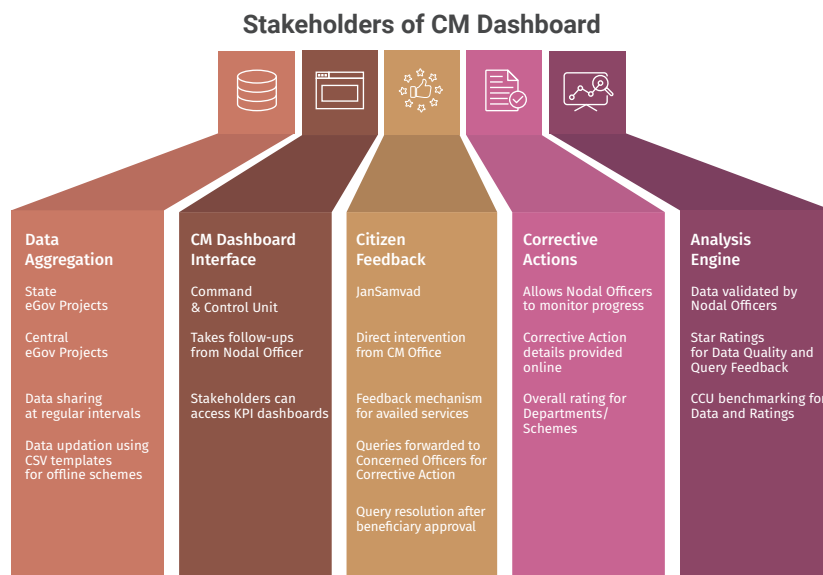 Stakeholders of CM Dashboard
Data
Aggregation
State
eGov Projects
Central
eGov Projects
Data sharing
at regular intervals
Data updation using
CSV templates
for offline schemes
CM Dashboard
Interface
Command
& Control Unit
Takes follow-ups
from Nodal Officer
Stakeholders can
access KPI dashboards
Citizen
Feedback
JanSamvad
Direct intervention
from CM Office
Feedback mechanism
for availed services
Queries forwarded to
Concerned Officers for
Corrective Action
Query resolution after
beneficiary approval
Corrective
Actions
Allows Nodal Officers
to monitor progress
Corrective Action
details provided
online
Overall rating for
Departments/
Schemes
Analysis
Engine
Data validated by
Nodal Officers
Star Ratings
for Data Quality and
Query Feedback
CCU benchmarking for
Data and Ratings